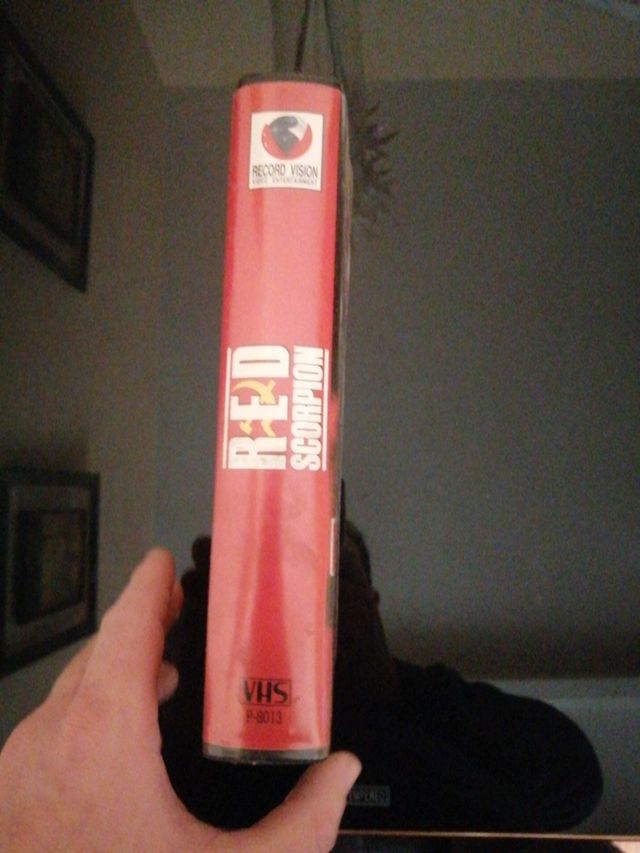 RECORD VISION
VIDEO ENTERTAINMENT
RED
SCORPION
VHS
P-8013